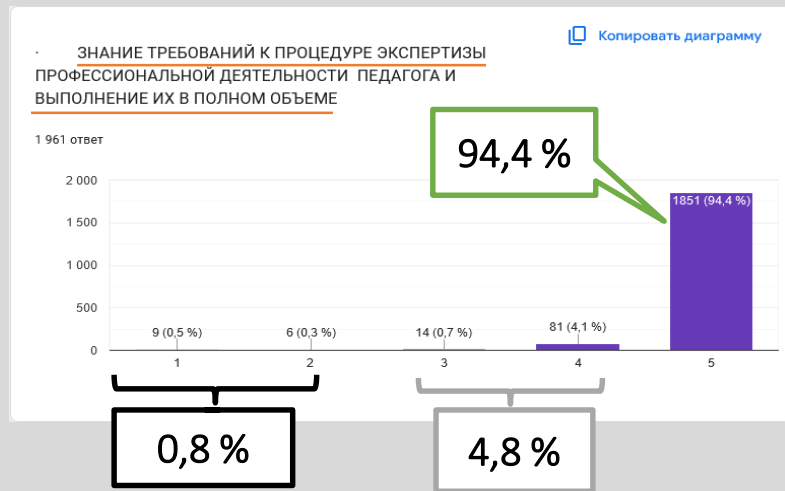 Копировать диаграмму
· ЗНАНИЕ ТРЕБОВАНИЙ К ПРОЦЕДУРЕ ЭКСПЕРТИЗЫ
ПРОФЕССИОНАЛЬНОЙ ДЕЯТЕЛЬНОСТИ ПЕДАГОГА И
ВЫПОЛНЕНИЕ ИХ В ПОЛНОМ ОБЪЕМЕ
1 961 ответ
94,4 %
2 000
1 500
1 000
500
0
9 (0,5 %)
6 (0,3 %)
14 (0,7 %)
81 (4,1 %)
1851 (94,4 %)
1 2 3 4 5
0,8 %
4,8 %